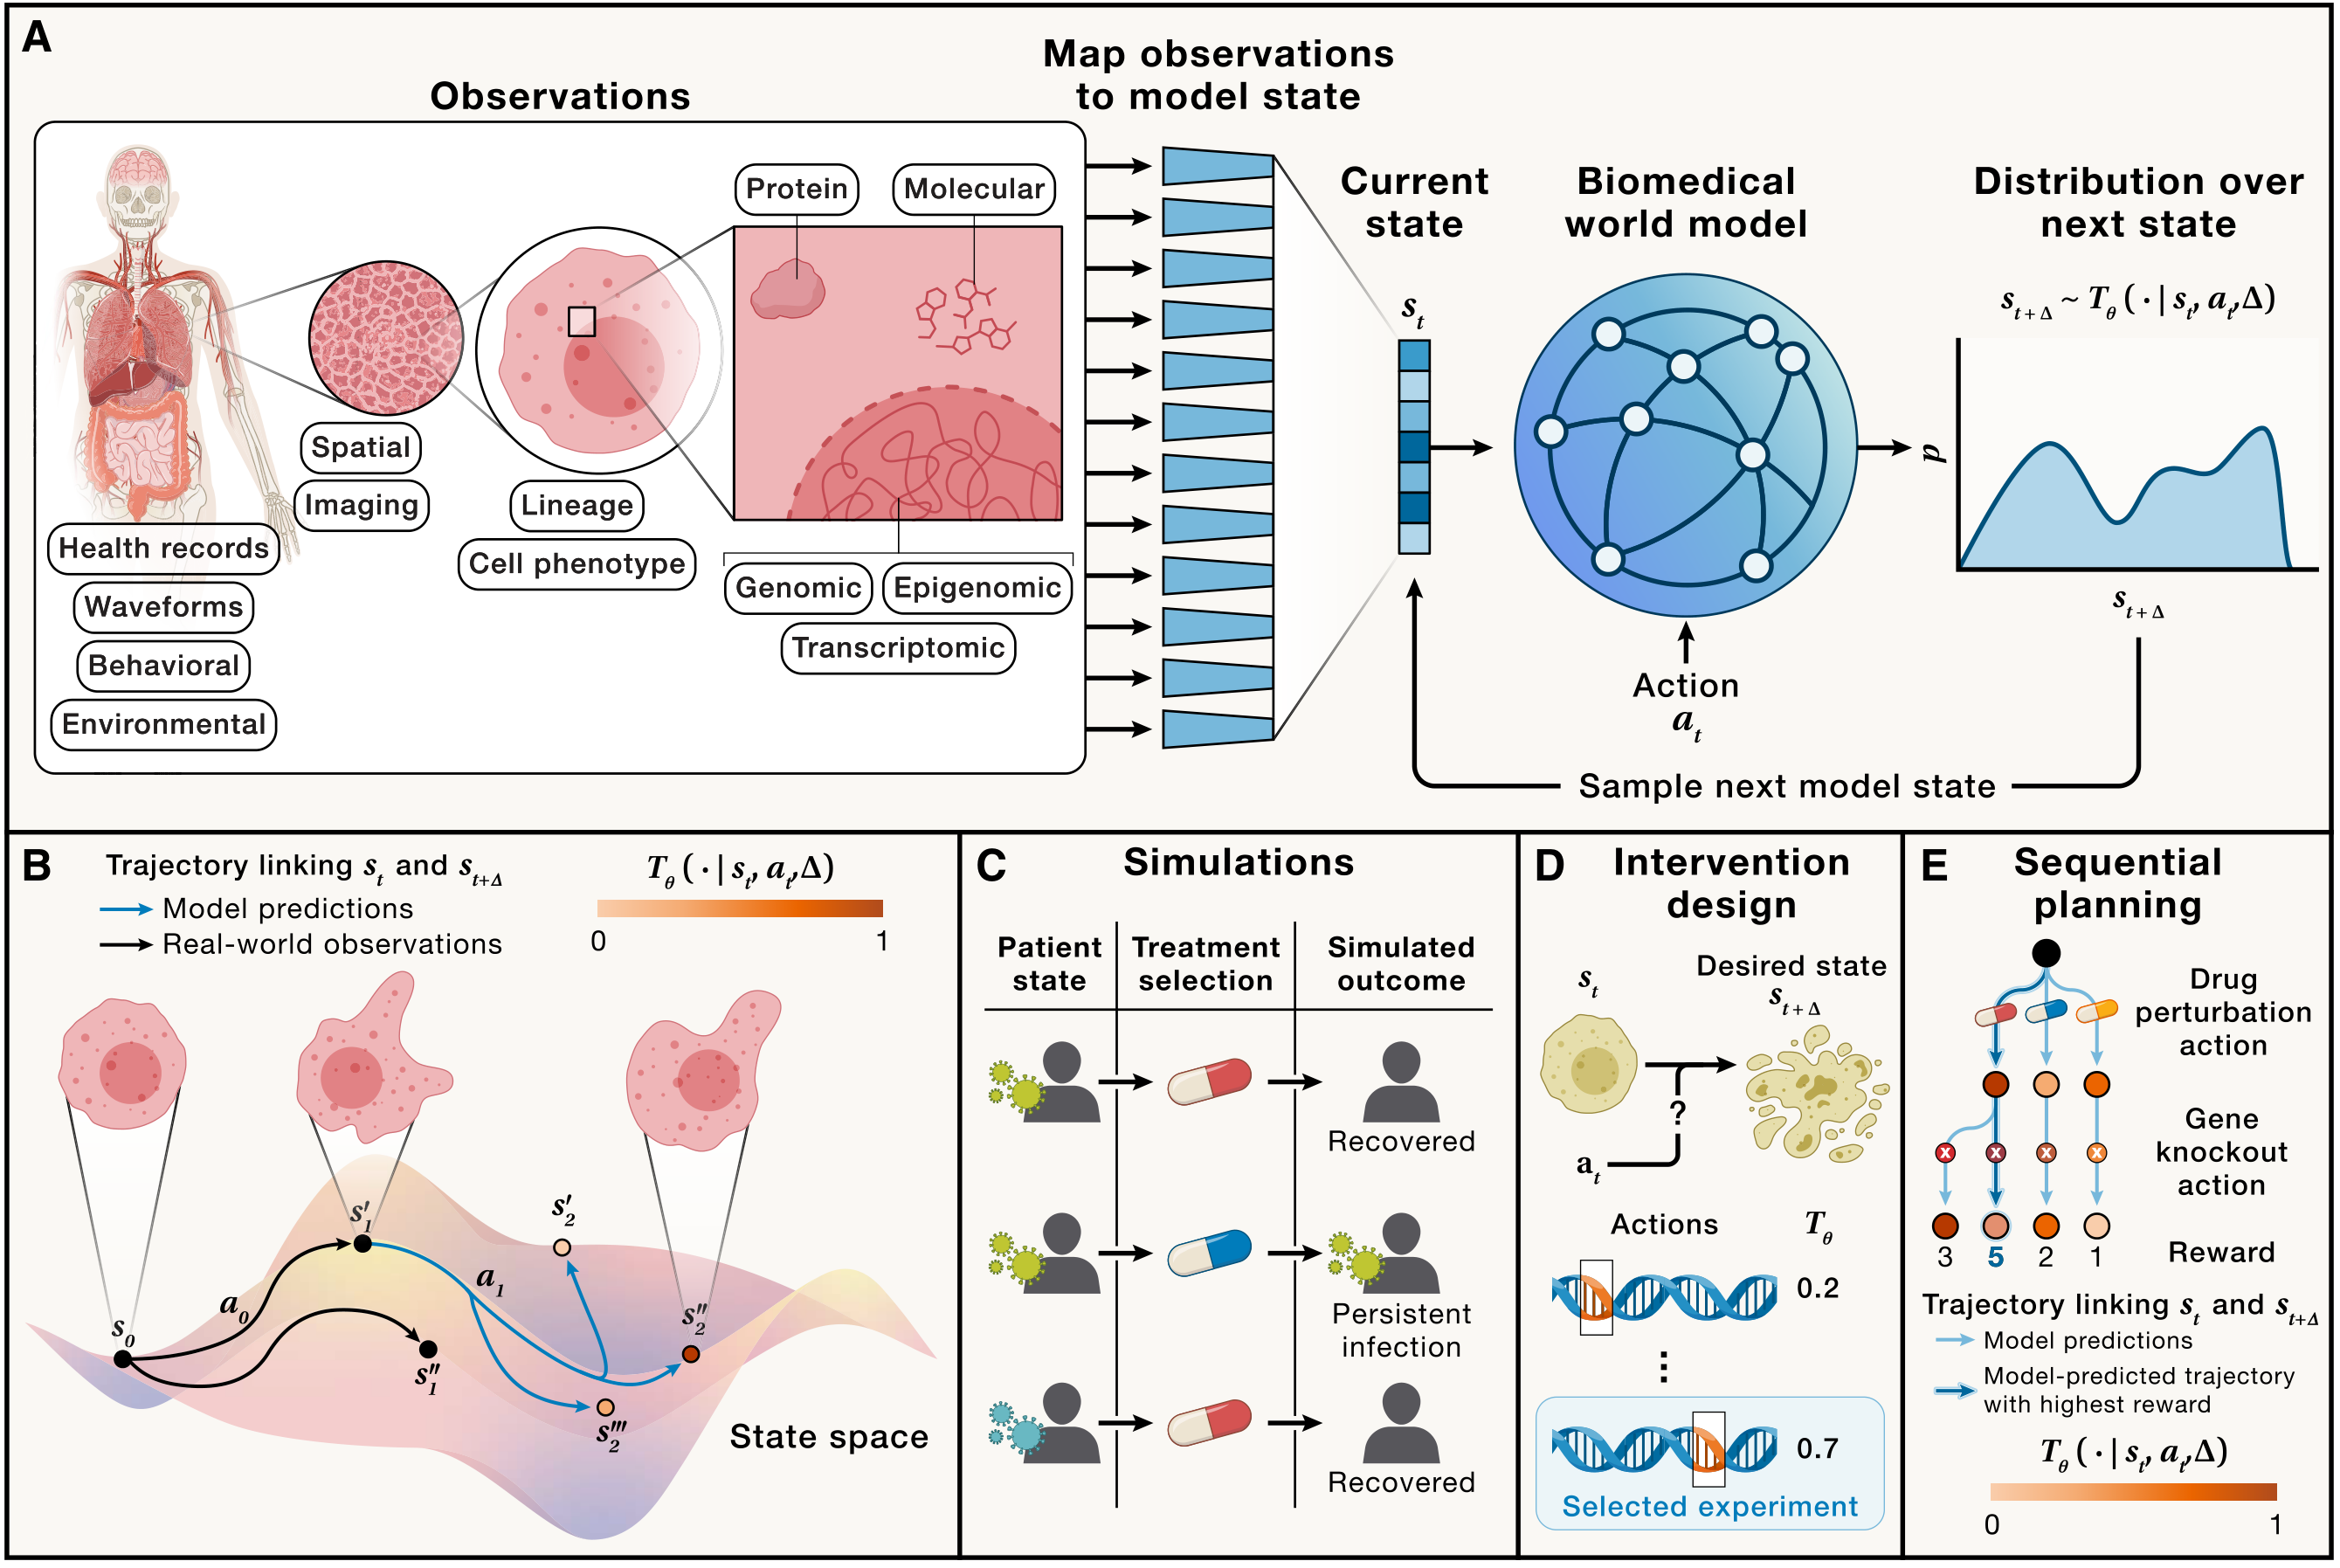 A
Observations
Map observations
to model state
Protein
Molecular
Spatial
Imaging
Lineage
Cell phenotype
Health records
Waveforms
Behavioral
Environmental
Genomic
Epigenomic
Transcriptomic
Current
state
s_t
Biomedical
world model
Action
a_t
Distribution over
next state
s_{t+Δ} ~ T_θ (·| s_t, a_t, Δ)
p
s_{t+Δ}
Sample next model state
B
Trajectory linking s_t and s_{t+Δ}
Model predictions
Real-world observations
T_θ (·| s_t, a_t, Δ)
0
1
s_0
a_0
s′_1
s″_1
a_1
s′_2
s″_2
s‴_2
State space
C
Simulations
Patient
state
Treatment
selection
Simulated
outcome
Recovered
Persistent
infection
Recovered
D
Intervention
design
s_t
Desired state
s_{t+Δ}
?
a_t
Actions
T_θ
0.2
⋮
0.7
Selected experiment
E
Sequential
planning
Drug
perturbation
action
Gene
knockout
action
x x x x
3 5 2 1
Reward
Trajectory linking s_t and s_{t+Δ}
Model predictions
Model-predicted trajectory
with highest reward
T_θ (·| s_t, a_t, Δ)
0
1